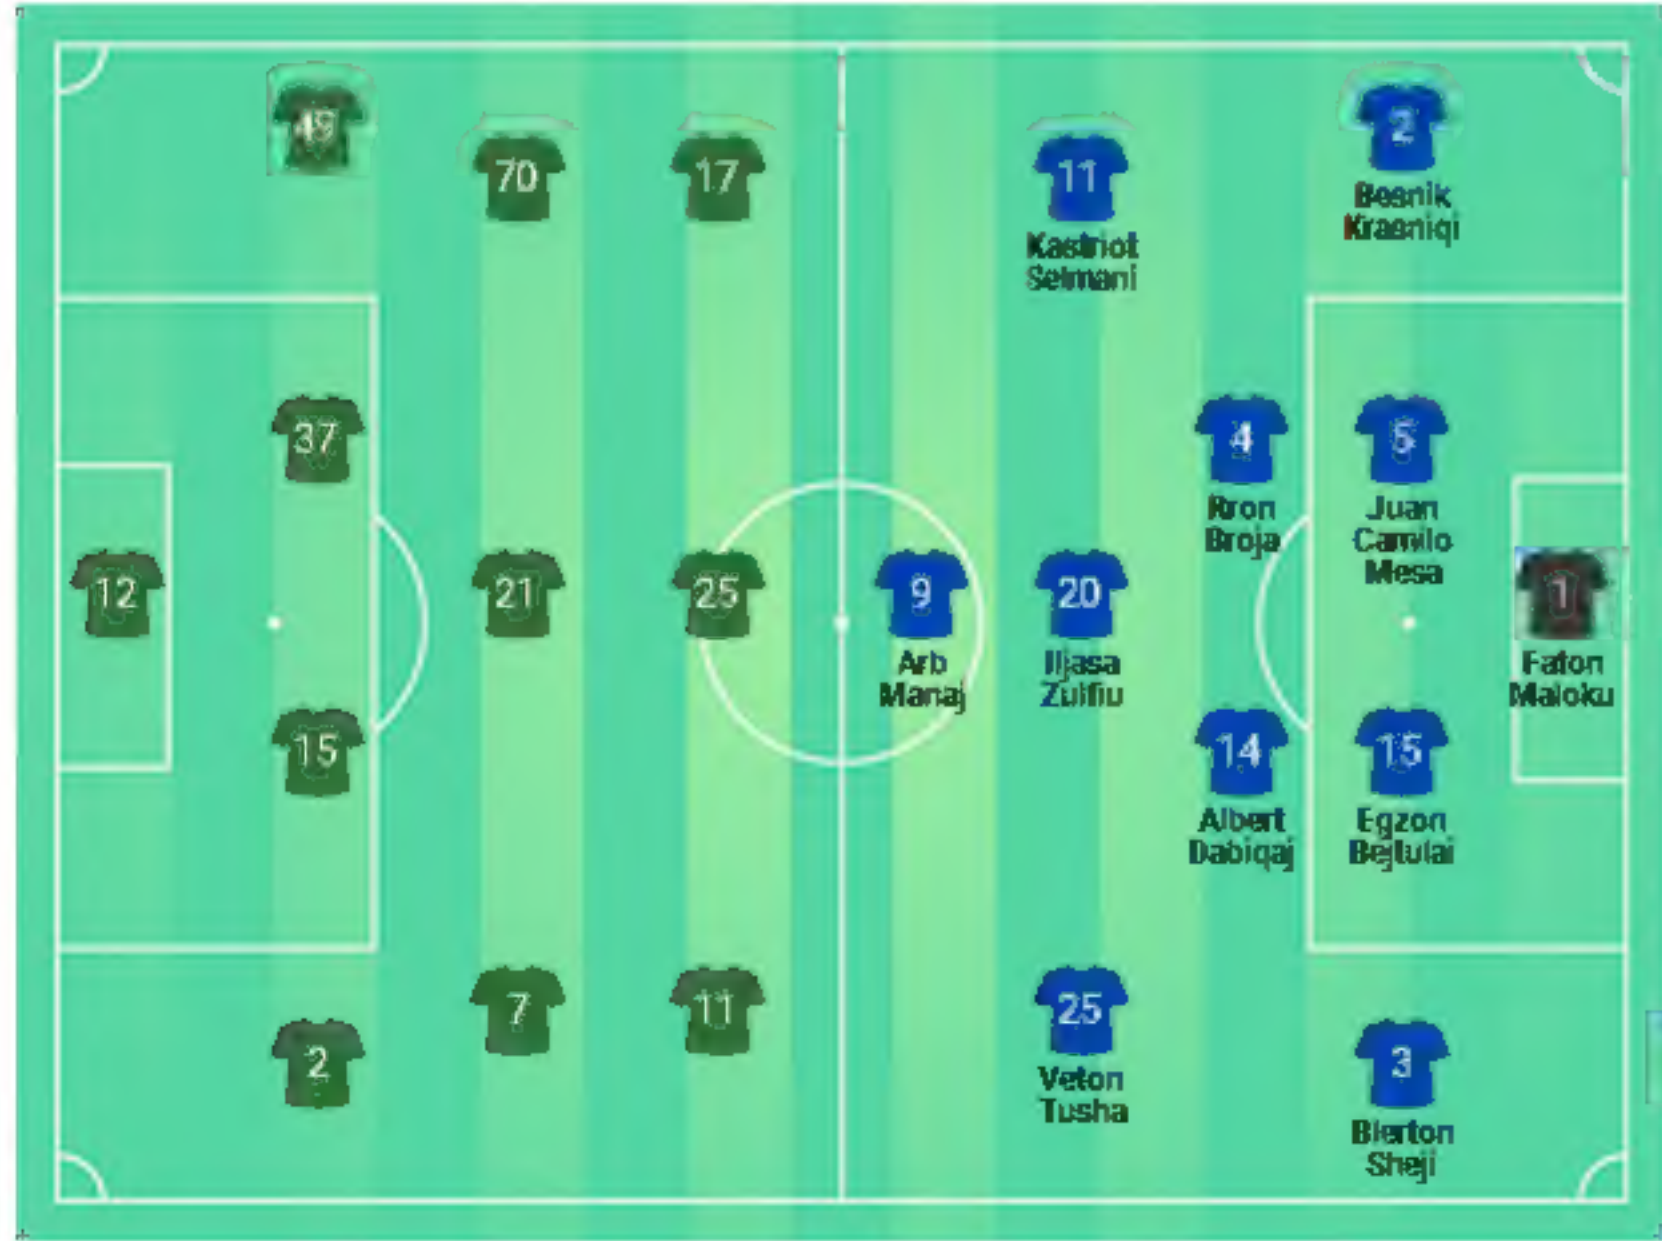 49
70
17
11
Kastriot
Selmani
2
Besnik
Krasniqi
37
4
Rron
Broja
5
Juan
Camilo
Mesa
12
21
25
9
Arb
Manaj
20
Iljasa
Zulfiu
1
Faton
Maloku
15
14
Albert
Dabiqaj
15
Egzon
Bejtulai
2
7
11
25
Veton
Tusha
3
Blerton
Sheji